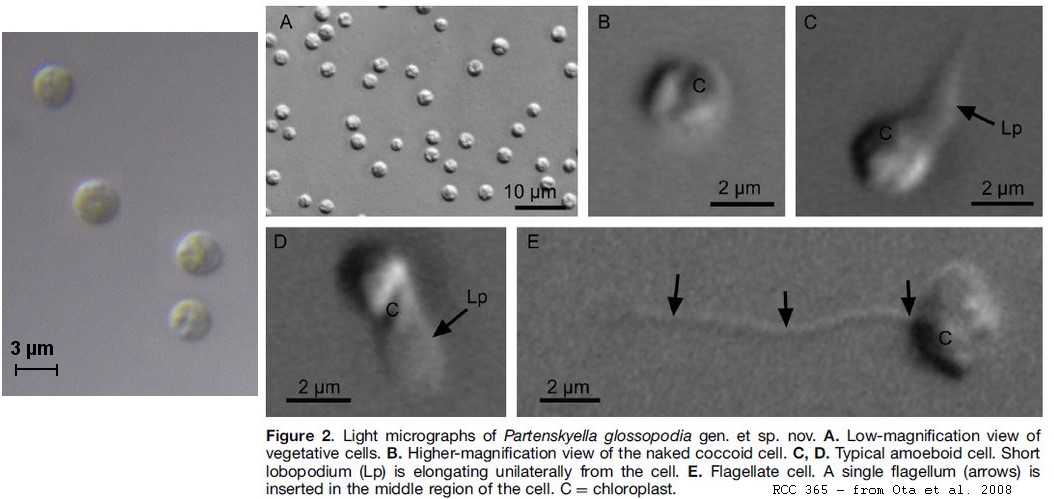 3 µm
A
10 µm
B
C
2 µm
C
C
Lp
2 µm
D
C
Lp
2 µm
E
C
2 µm
Figure 2. Light micrographs of Partenskyella glossopodia gen. et sp. nov. A. Low-magnification view of
vegetative cells. B. Higher-magnification view of the naked coccoid cell. C, D. Typical amoeboid cell. Short
lobopodium (Lp) is elongating unilaterally from the cell. E. Flagellate cell. A single flagellum (arrows) is
inserted in the middle region of the cell. C = chloroplast.
RCC 365 - from Ota et al. 2008